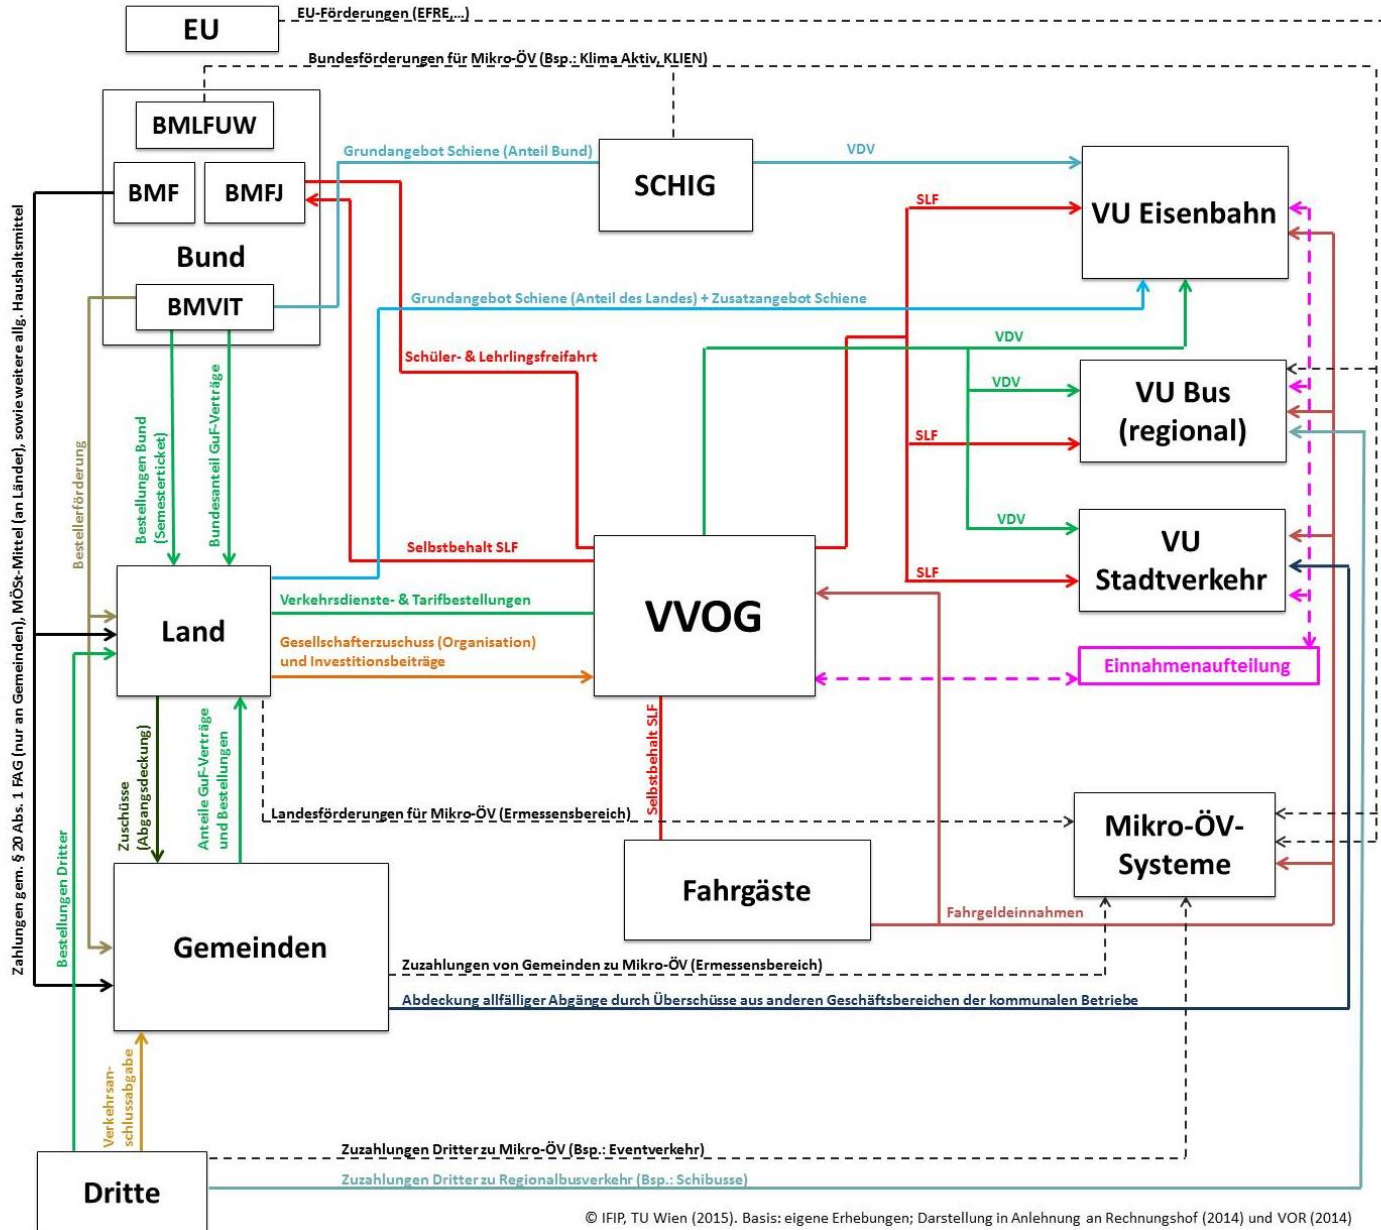 EU
EU-Förderungen (EFRE,...)
Bundesförderungen für Mikro-ÖV (Bsp.: Klima Aktiv, KLIEN)
BMLFUW
BMF
BMFJ
Bund
BMVIT
Grundangebot Schiene (Anteil Bund)
SCHIG
VDV
VU Eisenbahn
SLF
Grundangebot Schiene (Anteil des Landes) + Zusatzangebot Schiene
Schüler- & Lehrlingsfreifahrt
VDV
VDV
VU Bus
(regional)
SLF
VDV
VU
Stadtverkehr
SLF
Zahlungen gem. § 20 Abs. 1 FAG (nur an Gemeinden), MÖSt-Mittel (an Länder), sowie weitere allg. Haushaltsmittel
Bestellerförderung
Bestellungen Bund
(Semesterticket)
Bundesanteil GuF-Verträge
Selbstbehalt SLF
Land
Verkehrsdienste- & Tarifbestellungen
Gesellschafterzuschuss (Organisation)
und Investitionsbeiträge
VVOG
Einnahmenaufteilung
Selbstbehalt SLF
Zuschüsse
(Abgangsdeckung)
Anteile GuF-Verträge
und Bestellungen
Landesförderungen für Mikro-ÖV (Ermessensbereich)
Mikro-ÖV-
Systeme
Fahrgäste
Fahrgeldeinnahmen
Bestellungen Dritter
Gemeinden
Zuzahlungen von Gemeinden zu Mikro-ÖV (Ermessensbereich)
Abdeckung allfälliger Abgänge durch Überschüsse aus anderen Geschäftsbereichen der kommunalen Betriebe
Verkehrsan-
schlussabgabe
Zuzahlungen Dritter zu Mikro-ÖV (Bsp.: Eventverkehr)
Dritte
Zuzahlungen Dritter zu Regionalbusverkehr (Bsp.: Schibusse)
© IFIP, TU Wien (2015). Basis: eigene Erhebungen; Darstellung in Anlehnung an Rechnungshof (2014) und VOR (2014)